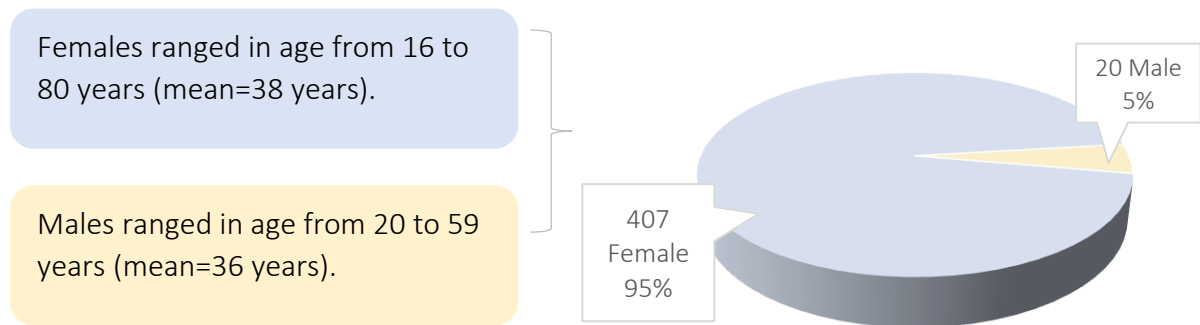 Females ranged in age from 16 to
80 years (mean=38 years).
Males ranged in age from 20 to 59
years (mean=36 years).
20 Male
5%
407
Female
95%